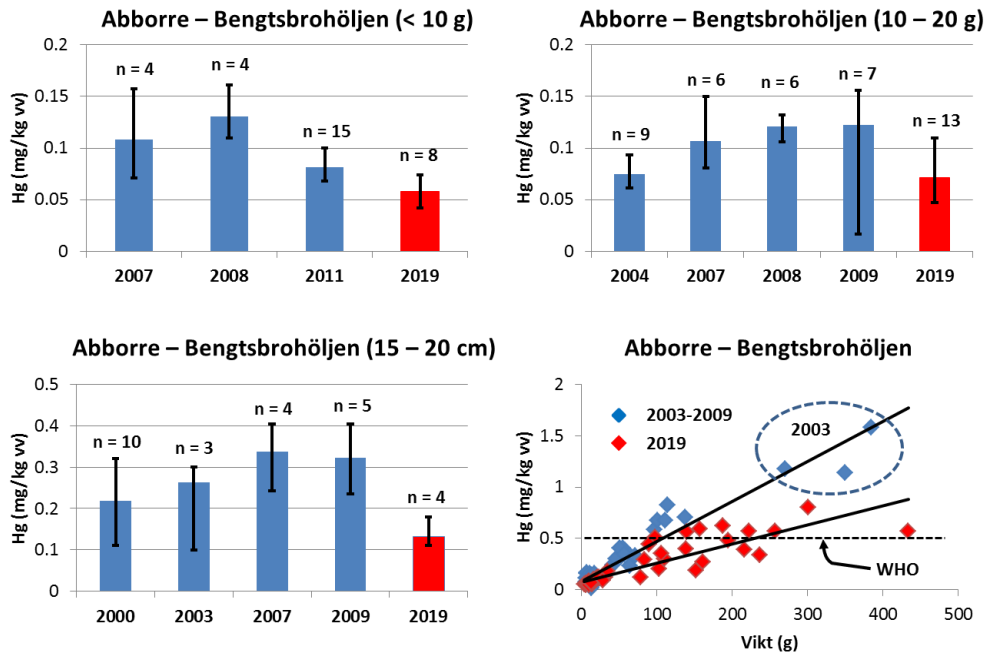 Abborre – Bengtsbrohöljen (< 10 g)
Hg (mg/kg vv)
0.2
0.15
0.1
0.05
0
n = 4
n = 4
n = 15
n = 8
2007
2008
2011
2019
Abborre – Bengtsbrohöljen (10 – 20 g)
Hg (mg/kg vv)
0.2
0.15
0.1
0.05
0
n = 9
n = 6
n = 6
n = 7
n = 13
2004
2007
2008
2009
2019
Abborre – Bengtsbrohöljen (15 – 20 cm)
Hg (mg/kg vv)
0.5
0.4
0.3
0.2
0.1
0
n = 10
n = 3
n = 4
n = 5
n = 4
2000
2003
2007
2009
2019
Abborre – Bengtsbrohöljen
Hg (mg/kg vv)
2
1.5
1
0.5
0
2003-2009
2019
2003
WHO
0
100
200
300
400
500
Vikt (g)